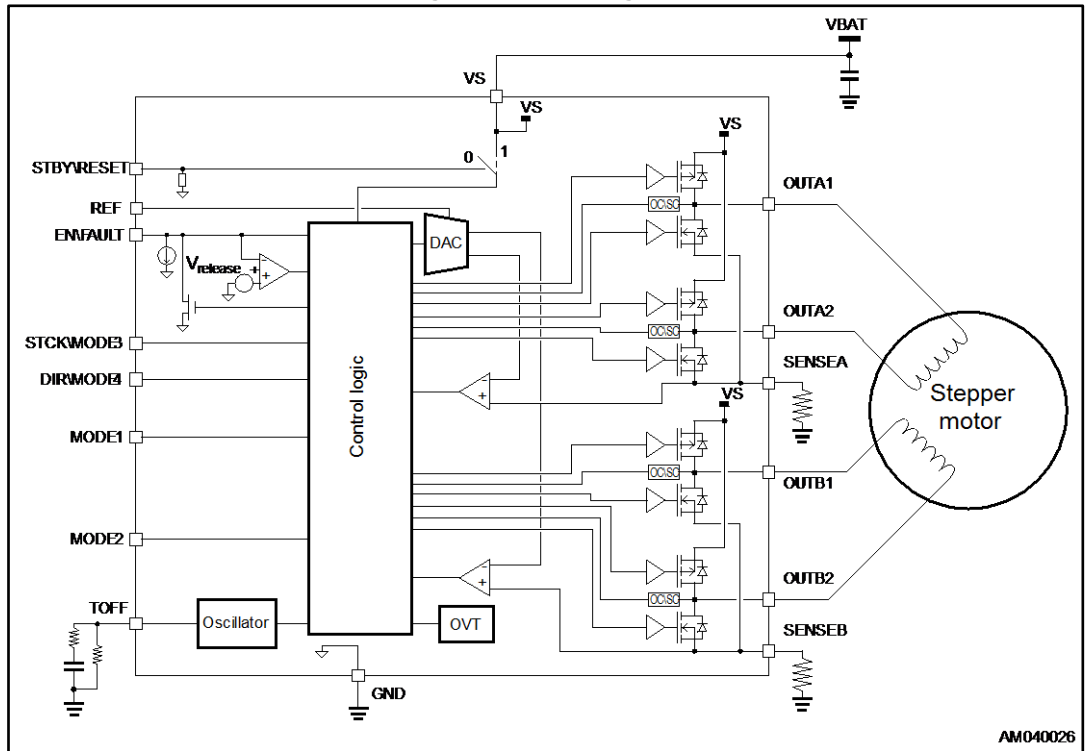 VBAT
VS
VS
0
1
VS
STBY\RESET
REF
EN\FAULT
DAC
Vrelease
+
-
+
OC\SC
OUTA1
STCK\MODE3
DIR\MODE4
MODE1
MODE2
TOFF
Control logic
OC\SC
OUTA2
SENSEA
-
+
VS
Stepper
motor
OC\SC
OUTB1
OC\SC
OUTB2
SENSEB
-
+
Oscillator
OVT
GND
AM040026